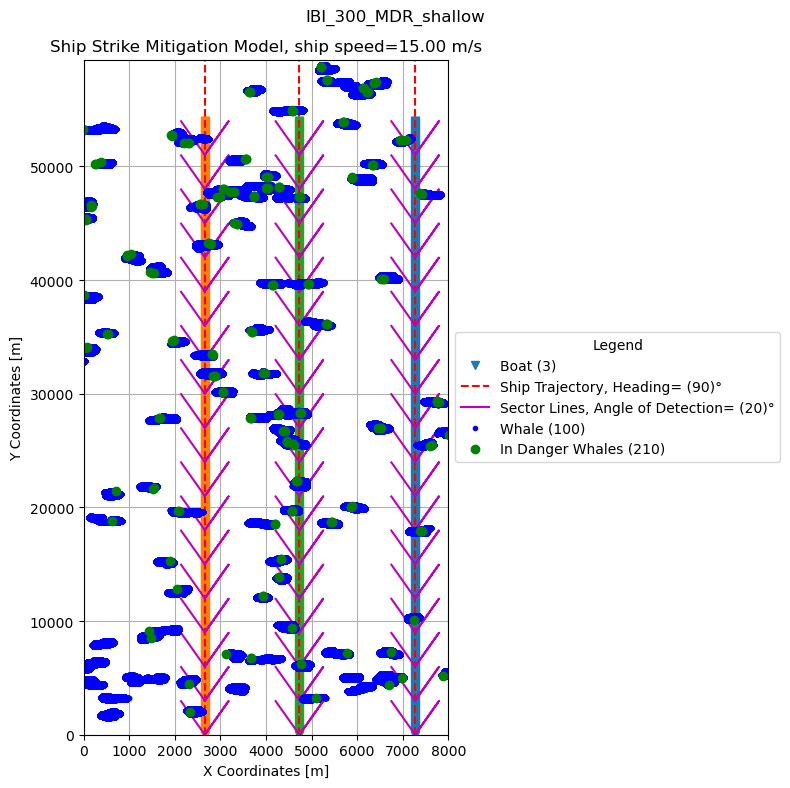 IBI_300_MDR_shallow
Ship Strike Mitigation Model, ship speed=15.00 m/s
50000
40000
30000
20000
10000
0
Y Coordinates [m]
0 1000 2000 3000 4000 5000 6000 7000 8000
X Coordinates [m]
Legend
Boat (3)
Ship Trajectory, Heading= (90)°
Sector Lines, Angle of Detection= (20)°
Whale (100)
In Danger Whales (210)